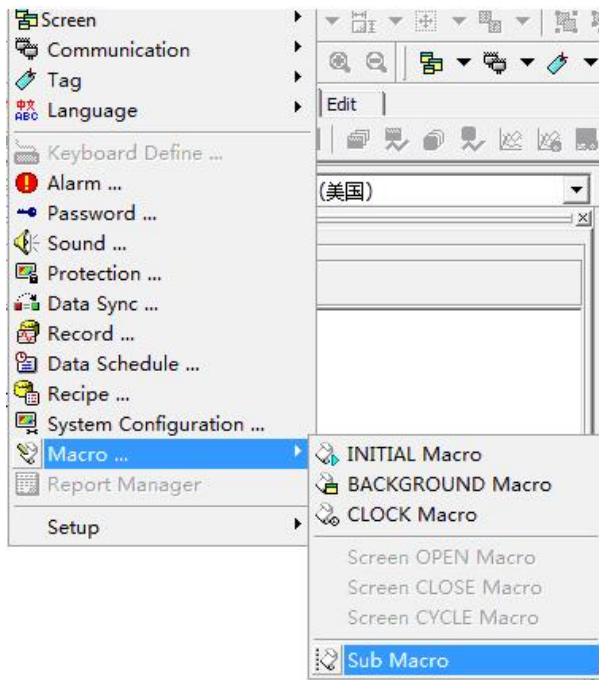 Screen
Communication
Tag
中文
ABC
Language
Edit
Keyboard Define ...
Alarm ...
(美国)
Password ...
Sound ...
Protection ...
Data Sync ...
Record ...
Data Schedule ...
Recipe ...
System Configuration ...
Macro ...
INITIAL Macro
Report Manager
BACKGROUND Macro
CLOCK Macro
Setup
Screen OPEN Macro
Screen CLOSE Macro
Screen CYCLE Macro
Sub Macro